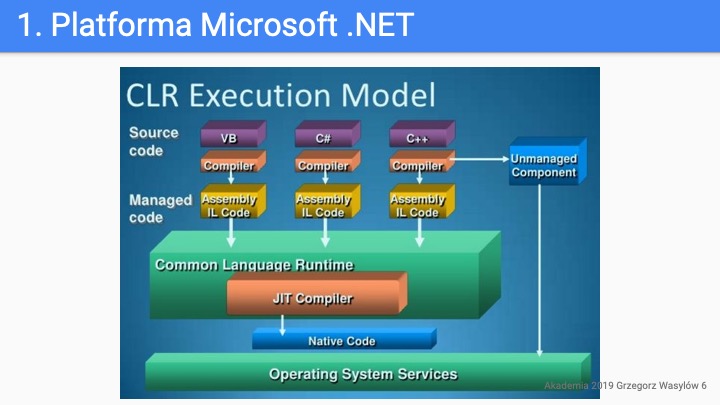 1. Platforma Microsoft .NET
CLR Execution Model
Source
code
VB
C#
C++
Compiler
Compiler
Compiler
Unmanaged
Component
Managed
code
Assembly
IL Code
Assembly
IL Code
Assembly
IL Code
Common Language Runtime
JIT Compiler
Native Code
Operating System Services
Akademia 2019 Grzegorz Wasylów 6